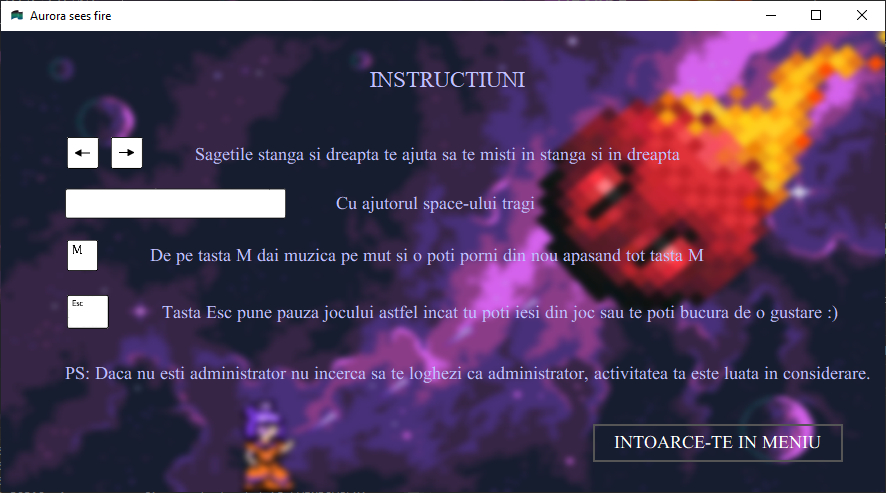 Aurora sees fire
INSTRUCTIUNI
← → Sagetile stanga si dreapta te ajuta sa te misti in stanga si in dreapta
Cu ajutorul space-ului tragi
M De pe tasta M dai muzica pe mut si o poti porni din nou apasand tot tasta M
Esc Tasta Esc pune pauza jocului astfel incat tu poti iesi din joc sau te poti bucura de o gustare :)
PS: Daca nu esti administrator nu incerca sa te loghezi ca administrator, activitatea ta este luata in considerare.
INTOARCE-TE IN MENIU